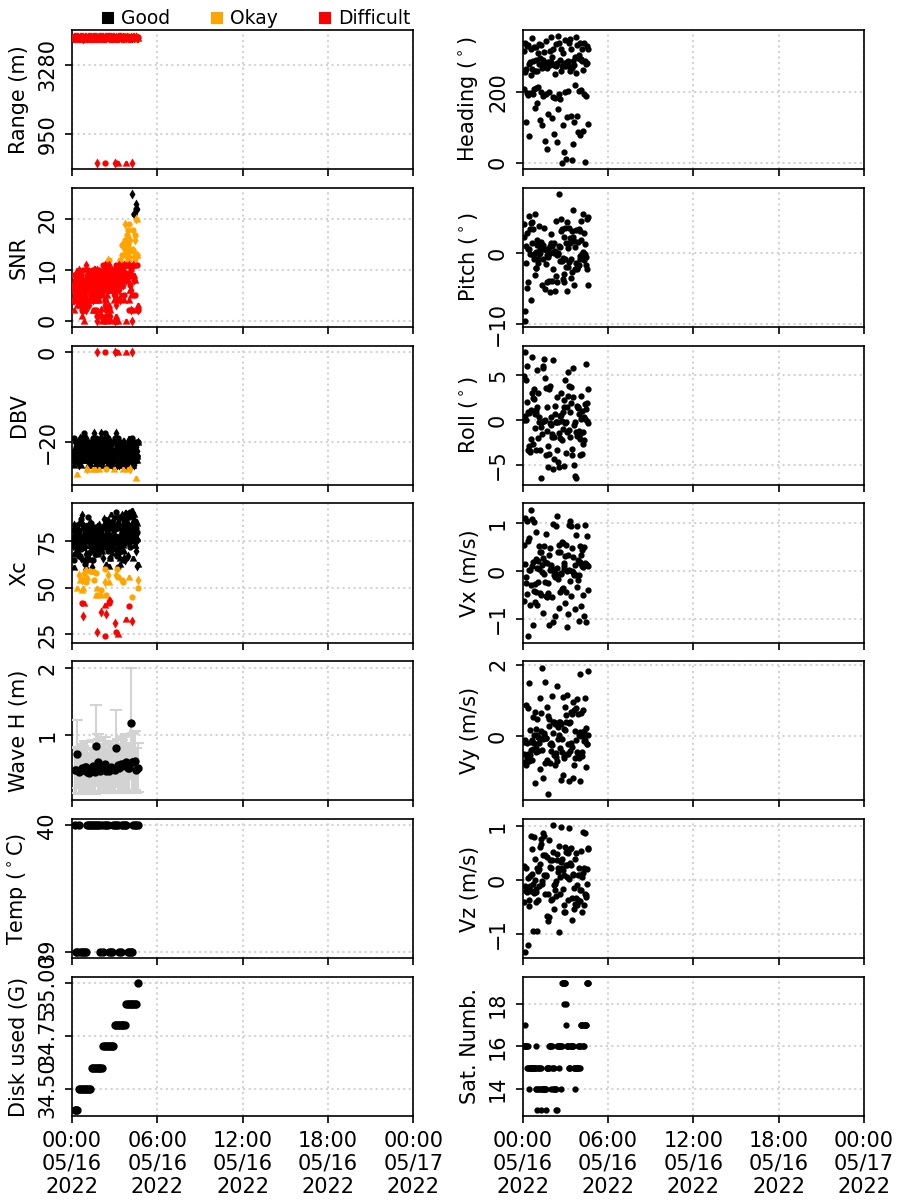 Good Okay Difficult
Range (m)
3280
950
Heading (°)
200
0
SNR
20
10
0
Pitch (°)
0
−10
DBV
0
−20
Roll (°)
5
0
−5
Xc
75
50
25
Vx (m/s)
1
0
−1
Wave H (m)
2
1
Vy (m/s)
2
0
Temp (°C)
40
39
Vz (m/s)
1
0
−1
Disk used (G)
35.00
34.75
34.50
Sat. Numb.
18
16
14
00:00 06:00 12:00 18:00 00:00
05/16 05/16 05/16 05/16 05/17
2022 2022 2022 2022 2022
00:00 06:00 12:00 18:00 00:00
05/16 05/16 05/16 05/16 05/17
2022 2022 2022 2022 2022